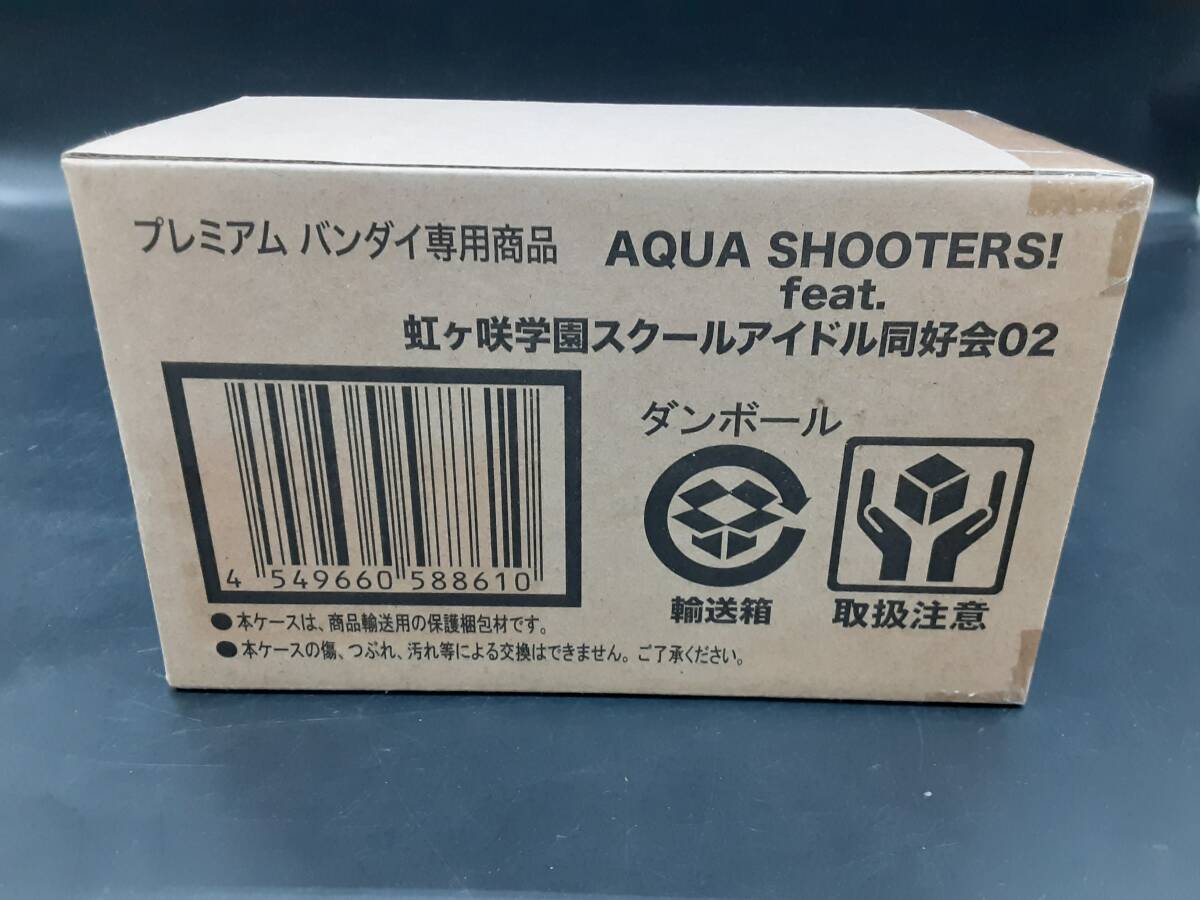 プレミアム バンダイ専用商品
AQUA SHOOTERS!
feat.
虹ヶ咲学園スクールアイドル同好会02
ダンボール
4 549660 588610
輸送箱
取扱注意
●本ケースは、商品輸送用の保護梱包材です。
●本ケースの傷、つぶれ、汚れ等による交換はできません。ご了承ください。